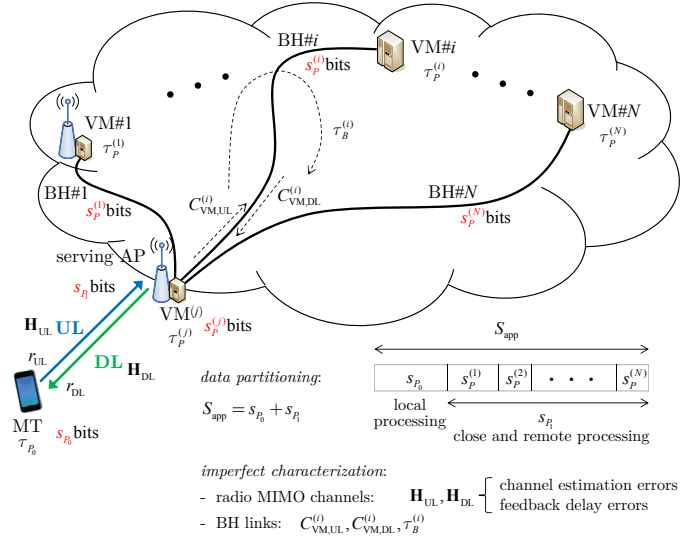 BH#i
s_P^(i) bits
VM#i
τ_P^(i)
VM#N
τ_P^(N)
VM#1
τ_P^(1)
τ_B^(i)
BH#1
s_P^(1) bits
C_VM,UL^(i)
C_VM,DL^(i)
BH#N
s_P^(N) bits
serving AP
s_P₁ bits
VM^(j)
τ_P^(j)
s_P^(j) bits
H_UL UL
DL H_DL
r_UL
r_DL
MT
τ_P₀
s_P₀ bits
data partitioning:
S_app = s_P₀ + s_P₁
S_app
s_P₀ s_P^(1) s_P^(2) • • • s_P^(N)
local
processing
s_P₁
close and remote processing
imperfect characterization:
- radio MIMO channels: H_UL, H_DL
channel estimation errors
feedback delay errors
- BH links: C_VM,UL^(i), C_VM,DL^(i), τ_B^(i)